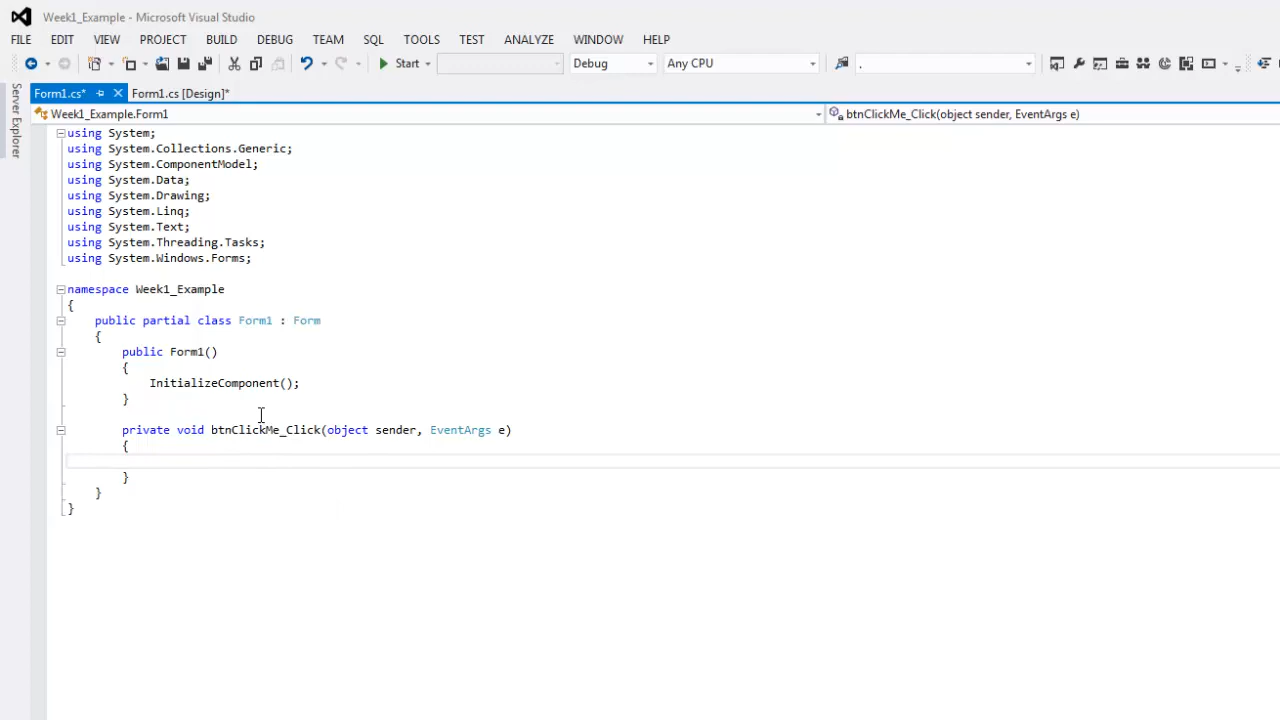 Week1_Example - Microsoft Visual Studio
FILE EDIT VIEW PROJECT BUILD DEBUG TEAM SQL TOOLS TEST ANALYZE WINDOW HELP
Start Debug Any CPU .
Form1.cs* Form1.cs [Design]*
Server Explorer
Week1_Example.Form1 btnClickMe_Click(object sender, EventArgs e)
using System;
using System.Collections.Generic;
using System.ComponentModel;
using System.Data;
using System.Drawing;
using System.Linq;
using System.Text;
using System.Threading.Tasks;
using System.Windows.Forms;
namespace Week1_Example
{
public partial class Form1 : Form
{
public Form1()
{
InitializeComponent();
}
private void btnClickMe_Click(object sender, EventArgs e)
{
}
}
}